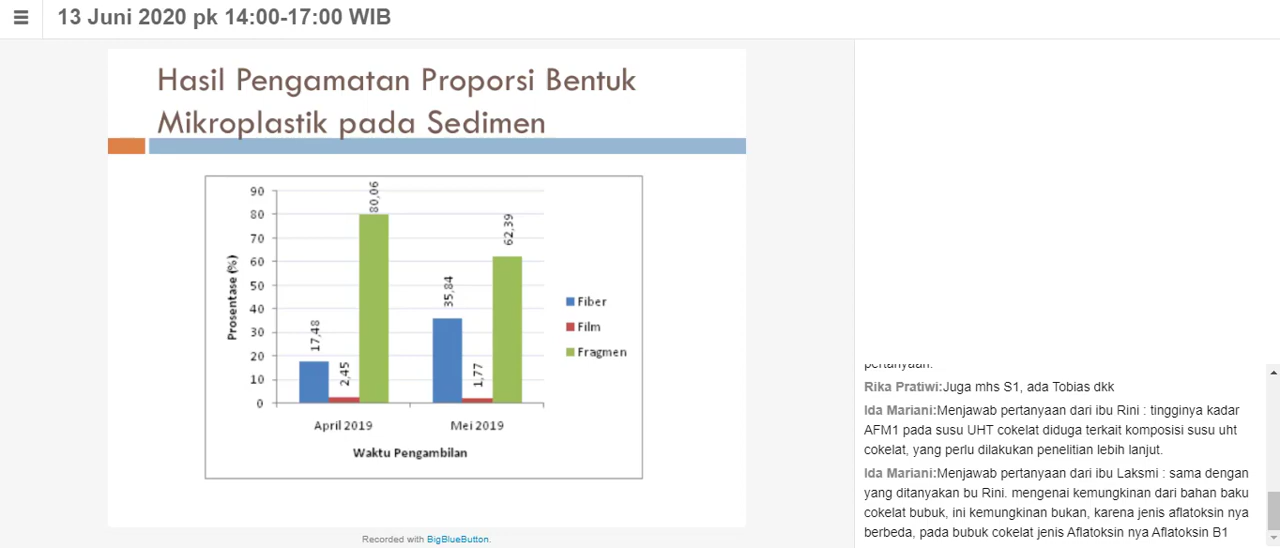 13 Juni 2020 pk 14:00-17:00 WIB
Hasil Pengamatan Proporsi Bentuk
Mikroplastik pada Sedimen
Prosentase (%)
90
80
70
60
50
40
30
20
10
0
17,48
2,45
80,06
35,84
1,77
62,39
April 2019
Mei 2019
Waktu Pengambilan
Fiber
Film
Fragmen
Recorded with BigBlueButton.
pertanyaan.
Rika Pratiwi:Juga mhs S1, ada Tobias dkk
Ida Mariani:Menjawab pertanyaan dari ibu Rini : tingginya kadar
AFM1 pada susu UHT cokelat diduga terkait komposisi susu uht
cokelat, yang perlu dilakukan penelitian lebih lanjut.
Ida Mariani:Menjawab pertanyaan dari ibu Laksmi : sama dengan
yang ditanyakan bu Rini. mengenai kemungkinan dari bahan baku
cokelat bubuk, ini kemungkinan bukan, karena jenis aflatoksin nya
berbeda, pada bubuk cokelat jenis Aflatoksin nya Aflatoksin B1